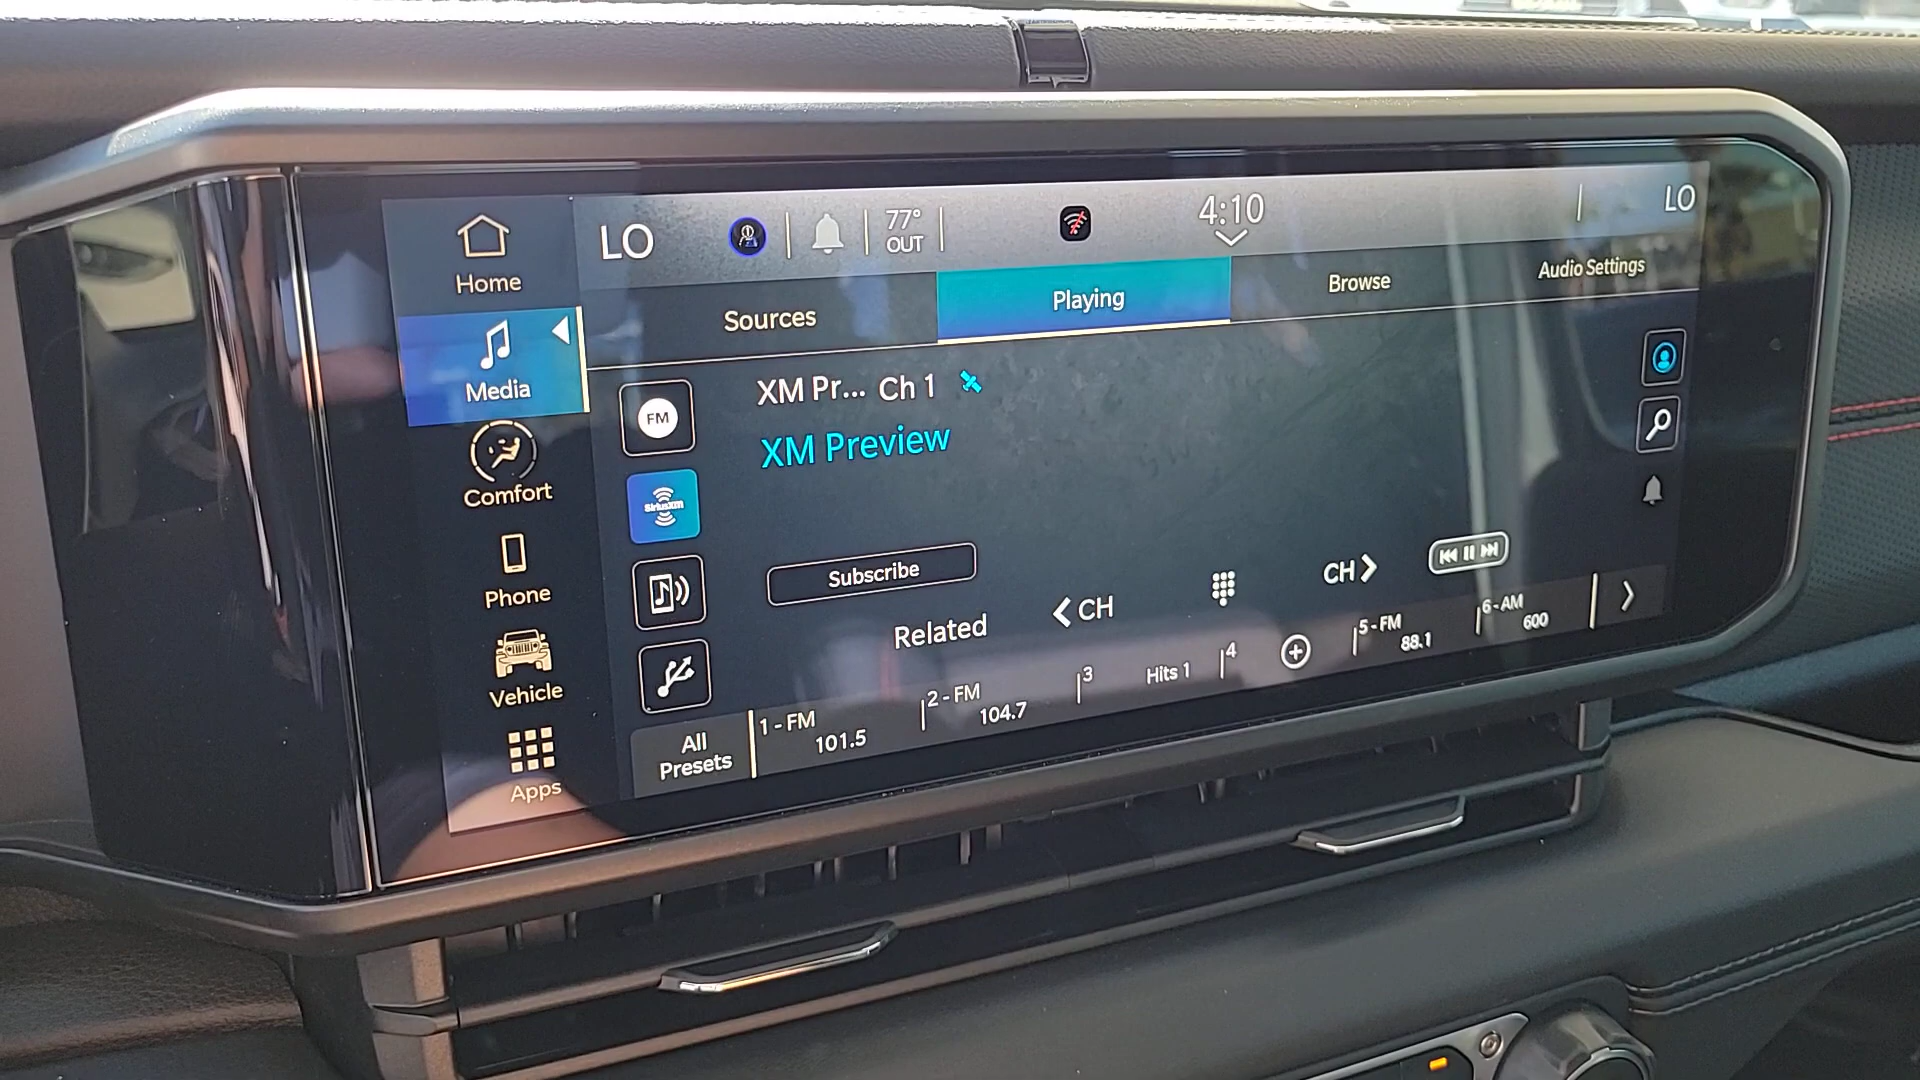 LO
77°
OUT
4:10
LO
Home
Media
Comfort
Phone
Vehicle
Apps
Sources
Playing
Browse
Audio Settings
FM
SiriusXM
XM Pr... Ch 1
XM Preview
Subscribe
Related
CH
CH
All
Presets
1 - FM
101.5
2 - FM
104.7
3
Hits 1
4
5 - FM
88.1
6 - AM
600